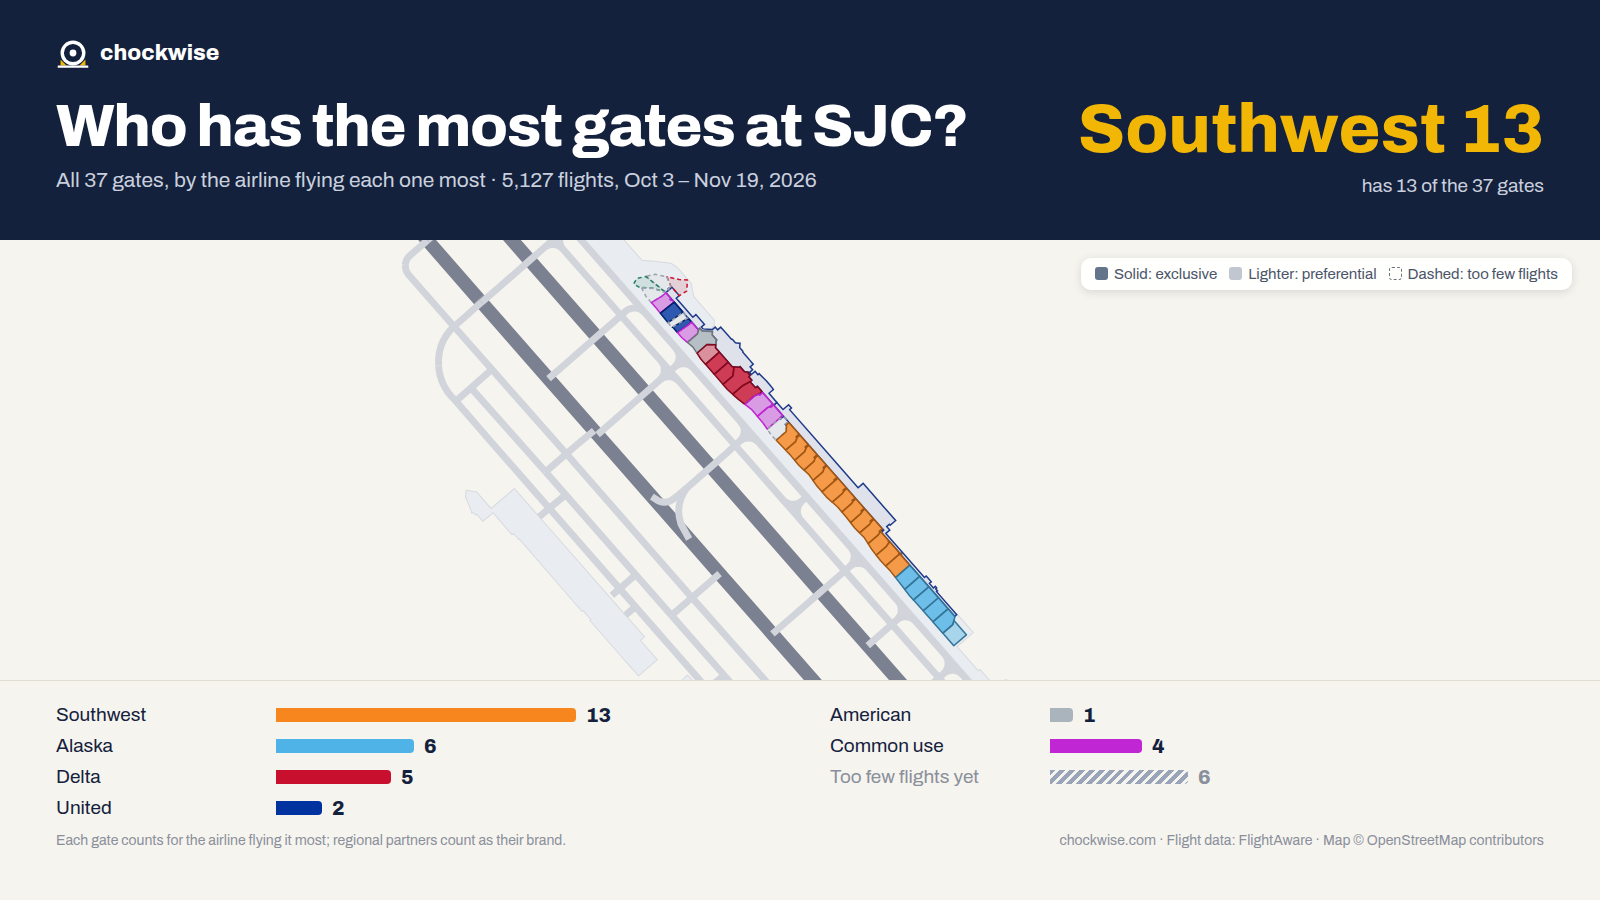 chockwise
Who has the most gates at SJC?
All 37 gates, by the airline flying each one most · 5,127 flights, Oct 3 – Nov 19, 2026
Southwest 13
has 13 of the 37 gates
Solid: exclusive Lighter: preferential Dashed: too few flights
Southwest 13
Alaska 6
Delta 5
United 2
American 1
Common use 4
Too few flights yet 6
Each gate counts for the airline flying it most; regional partners count as their brand.
chockwise.com · Flight data: FlightAware · Map © OpenStreetMap contributors